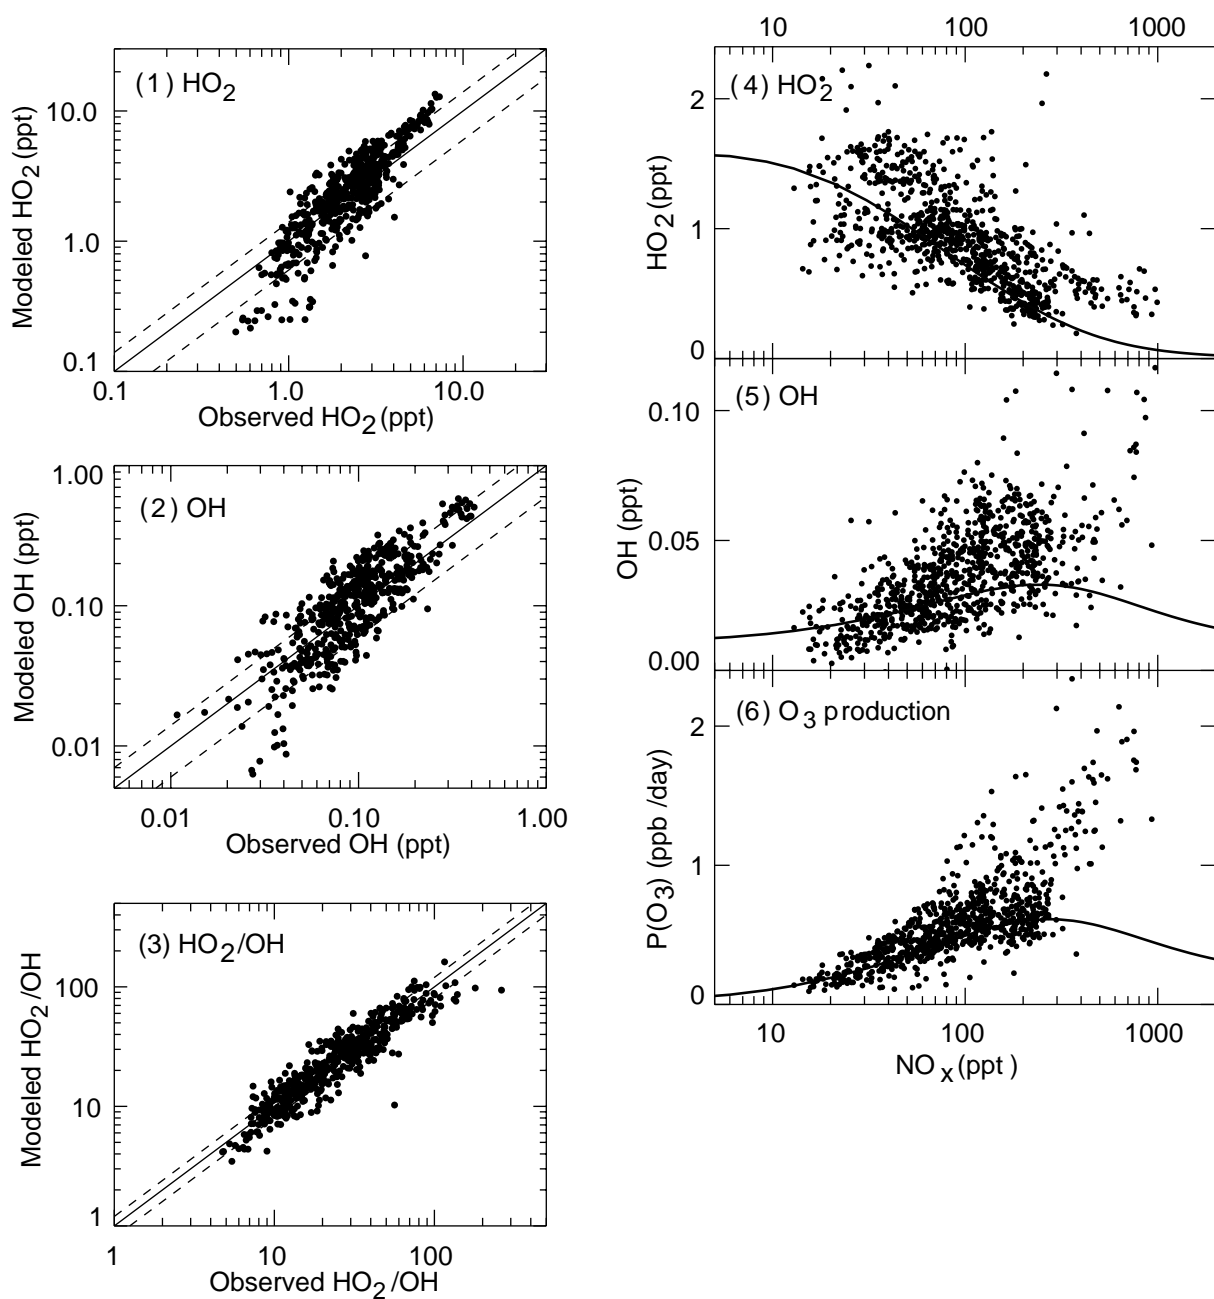 (1) HO2
Modeled HO2 (ppt)
10.0
1.0
0.1
0.1 1.0 10.0
Observed HO2 (ppt)
(2) OH
Modeled OH (ppt)
1.00
0.10
0.01
0.01 0.10 1.00
Observed OH (ppt)
(3) HO2/OH
Modeled HO2/OH
100
10
1
1 10 100
Observed HO2/OH
10 100 1000
(4) HO2
HO2 (ppt)
2
1
0
(5) OH
OH (ppt)
0.10
0.05
0.00
(6) O3 production
P(O3) (ppb/day)
2
1
0
10 100 1000
NOx (ppt)